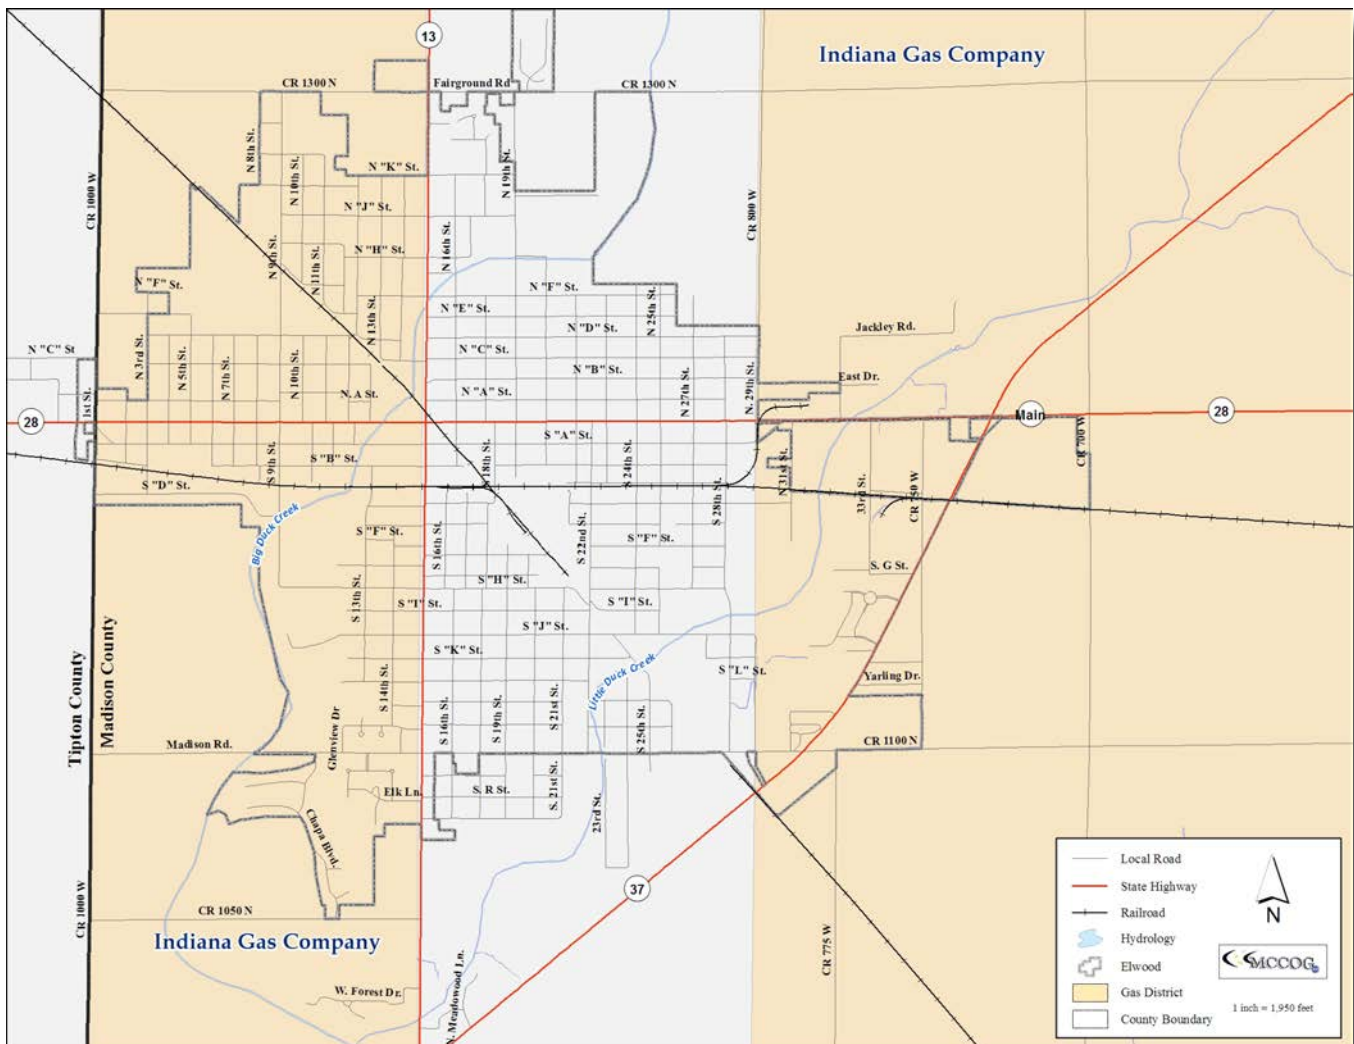 13
Indiana Gas Company
CR 1300 N
Fairground Rd
CR 1300 N
N 8th St.
N "K" St.
N 10th St.
N 19th St.
CR 1000 W
CR 800 W
N "J" St.
N 9th St.
N 11th St.
N "H" St.
N 16th St.
N "F" St.
N "F" St.
N 13th St.
N "E" St.
N 25th St.
N "D" St.
Jackley Rd.
N "C" St
N 3rd St.
N 5th St.
N 7th St.
N 10th St.
N "C" St.
N "B" St.
East Dr.
1st St.
N. A St.
N "A" St.
N 27th St.
N. 29th St.
28
Main
28
S "A" St.
CR 700 W
S "B" St.
S 9th St.
18th St.
S 24th St.
N 31st St.
S "D" St.
S 28th St.
33rd St.
CR 750 W
Big Duck Creek
S "F" St.
S 16th St.
S 22nd St.
S "F" St.
S. G St.
S "H" St.
S 13th St.
S "I" St.
S "I" St.
S "J" St.
S "K" St.
Tipton County
Madison County
S 14th St.
Little Duck Creek
S "L" St.
Yarling Dr.
S 16th St.
S 19th St.
S 21st St.
S 25th St.
Madison Rd.
Glenview Dr
CR 1100 N
Elk Ln.
S. R St.
S. 21st St.
23rd St.
Chapa Blvd.
CR 1000 W
CR 1050 N
37
Indiana Gas Company
CR 775 W
W. Forest Dr.
N. Meadowood Ln.
Local Road
State Highway
Railroad
Hydrology
Elwood
Gas District
County Boundary
N
MCCOG
1 inch = 1,950 feet